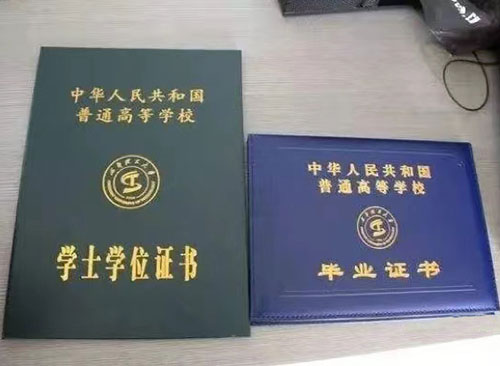 中华人民共和国
普通高等学校
学士学位证书
中华人民共和国
普通高等学校
毕业证书